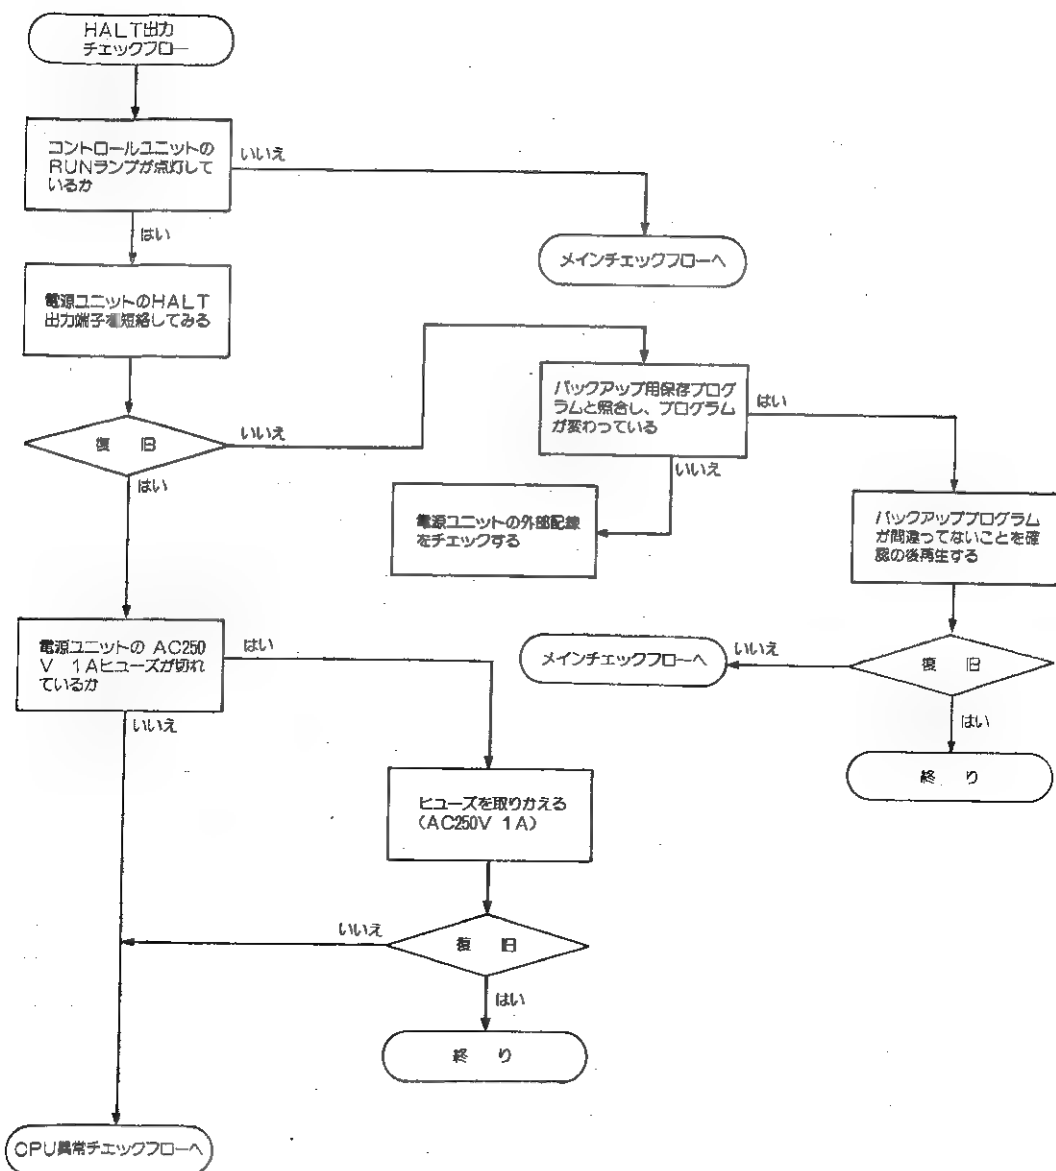 HALT出力
チェックフロー
コントロールユニットの
RUNランプが点灯して
いるか
いいえ
はい
メインチェックフローへ
電源ユニットのHALT
出力端子を短絡してみる
復 旧
いいえ
はい
バックアップ用保存プログ
ラムと照合し、プログラム
が変わっている
はい
いいえ
電源ユニットの外部配線
をチェックする
バックアッププログラム
が間違ってないことを確
認の後再生する
復 旧
いいえ
メインチェックフローへ
はい
終 り
電源ユニットの AC250
V 1Aヒューズが切れ
ているか
はい
いいえ
ヒューズを取りかえる
(AC250V 1A)
復 旧
いいえ
はい
終 り
CPU異常チェックフローへ